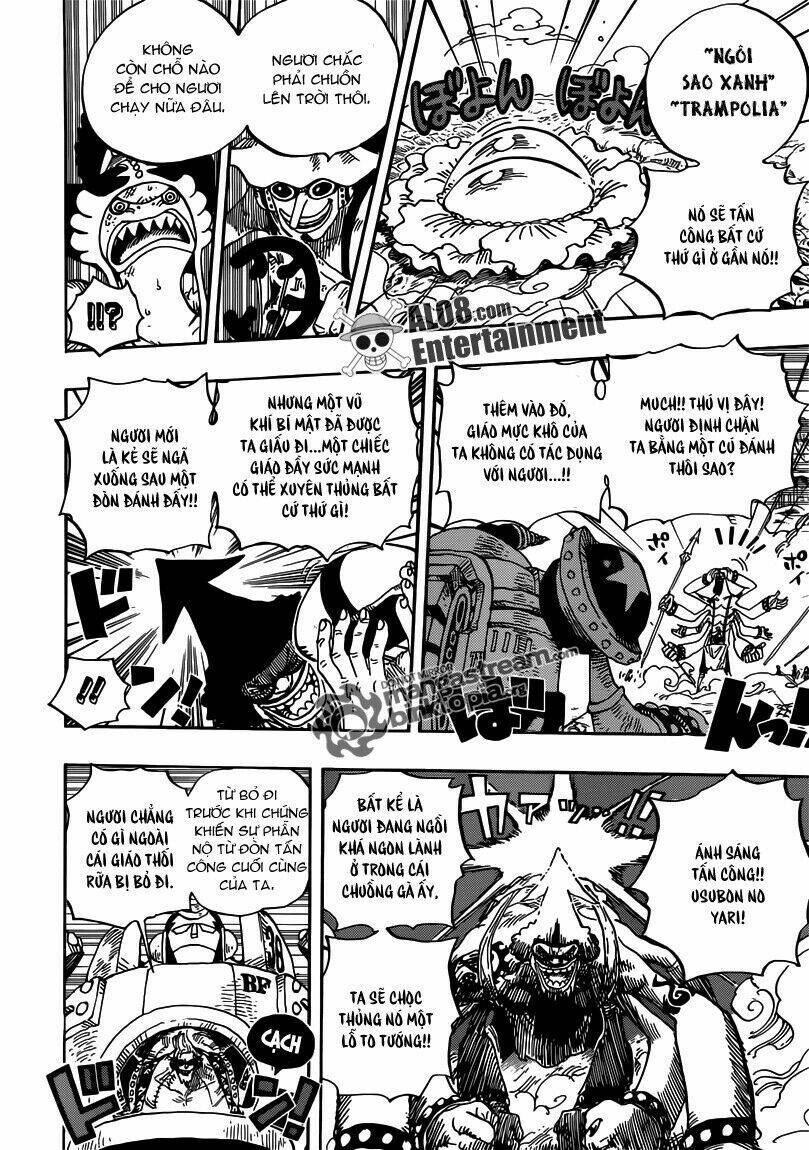 "NGÔI
SAO XANH"
"TRAMPOLIA"
NÓ SẼ TẤN
CÔNG BẤT CỨ
THỨ GÌ Ở GẦN NÓ!!
ぼよん
ぼよん
NGƯƠI CHẮC
PHẢI CHUỒN
LÊN TRỜI THÔI.
KHÔNG
CÒN CHỖ NÀO
ĐỂ CHO NGƯƠI
CHẠY NỮA ĐÂU.
!!?
AL08.com
Entertainment
MUCH!! THÚ VỊ ĐẤY!
NGƯƠI ĐỊNH CHẶN
TA BẰNG MỘT CÚ ĐÁNH
THÔI SAO?
THÊM VÀO ĐÓ,
GIÁO MỰC KHÔ CỦA
TA KHÔNG CÓ TÁC DỤNG
VỚI NGƯƠI...!!
ポイ
ポイ
NHƯNG MỘT VŨ
KHÍ BÍ MẬT ĐÃ ĐƯỢC
TA GIẤU ĐI...MỘT CHIẾC
GIÁO ĐẦY SỨC MẠNH
CÓ THỂ XUYÊN THỦNG BẤT
CỨ THỨ GÌ!
NGƯƠI MỚI
LÀ KẺ SẼ NGÃ
XUỐNG SAU MỘT
ĐÒN ĐÁNH ĐẤY!!
!!
mangastream.com
binktopia
ÁNH SÁNG
TẤN CÔNG!!
USUBON NO
YARI!
BẤT KỂ LÀ
NGƯƠI ĐANG NGỒI
KHÁ NGON LÀNH
Ở TRONG CÁI
CHUỒNG GÀ ẤY,
TA SẼ CHỌC
THỦNG NÓ MỘT
LỖ TO TƯỚNG!!
TỪ BỎ ĐI
TRƯỚC KHI CHÚNG
KHIẾN SỰ PHẪN
NỘ TỪ ĐÒN TẤN
CÔNG CUỐI CÙNG
CỦA TA.
NGƯƠI CHẲNG
CÓ GÌ NGOÀI
CÁI GIÁO THỐI
RỮA BỊ BỎ ĐI.
BF
CẠCH
ドン!